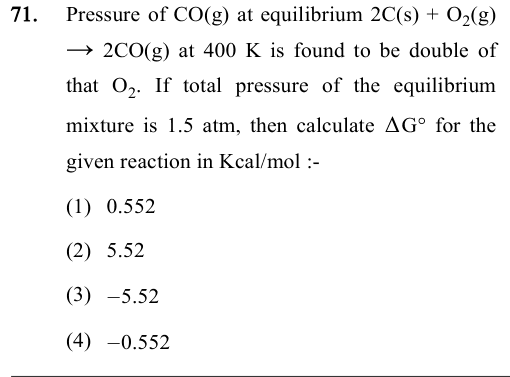 71. Pressure of CO(g) at equilibrium 2C(s) + O₂(g)
⟶ 2CO(g) at 400 K is found to be double of
that O₂. If total pressure of the equilibrium
mixture is 1.5 atm, then calculate ΔG° for the
given reaction in Kcal/mol :-
(1) 0.552
(2) 5.52
(3) −5.52
(4) −0.552